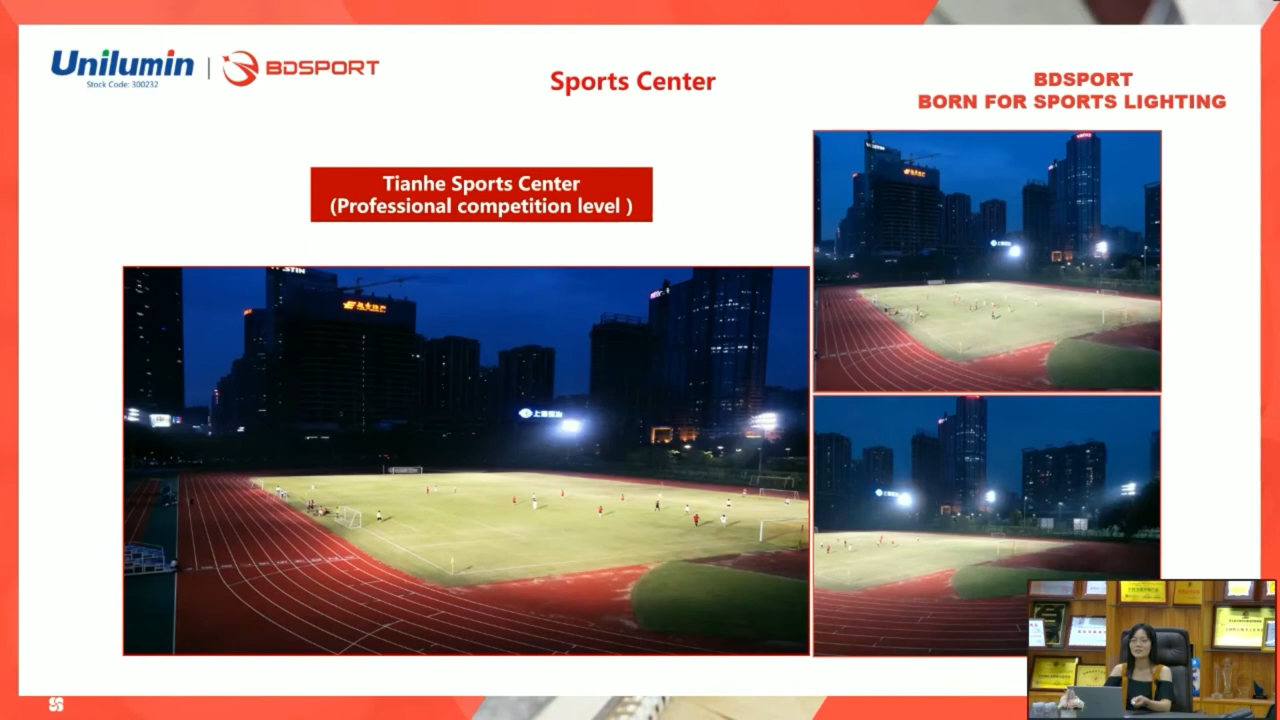 Unilumin
Stock Code: 300232
BDSPORT
Sports Center
BDSPORT
BORN FOR SPORTS LIGHTING
Tianhe Sports Center
(Professional competition level )